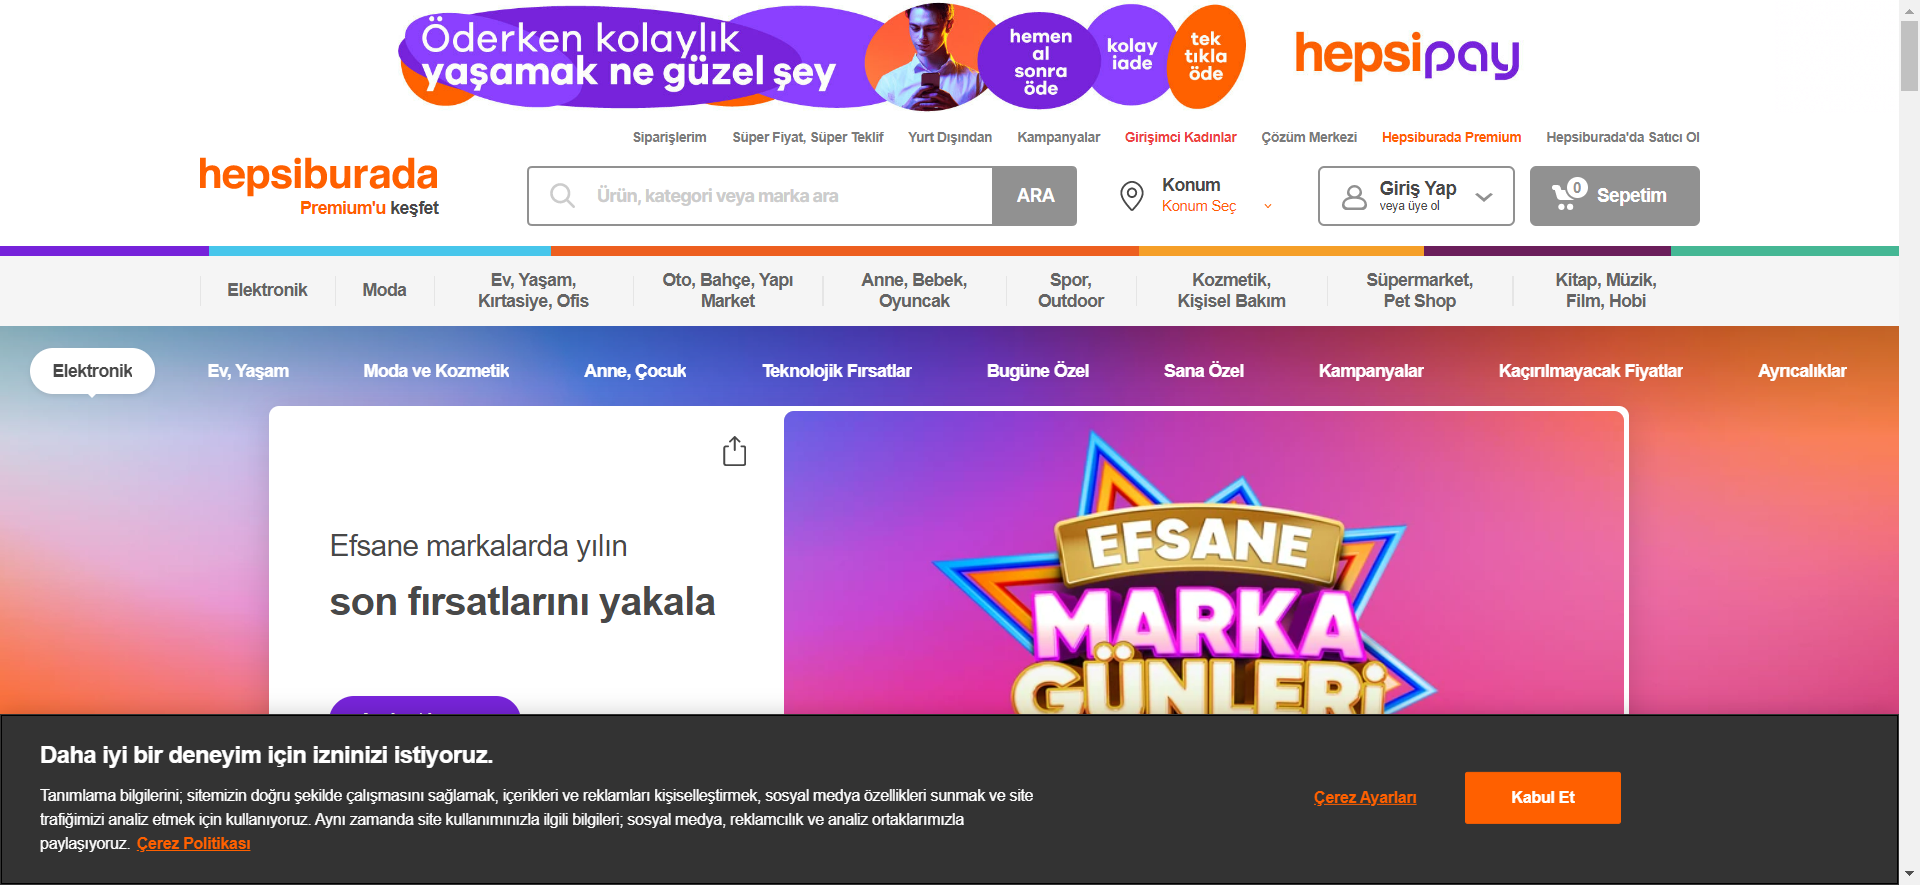 Öderken kolaylık
yaşamak ne güzel şey
hemen
al
sonra
öde
kolay
iade
tek
tıkla
öde
hepsipay
Siparişlerim
Süper Fiyat, Süper Teklif
Yurt Dışından
Kampanyalar
Girişimci Kadınlar
Çözüm Merkezi
Hepsiburada Premium
Hepsiburada'da Satıcı Ol
hepsiburada
Premium'u keşfet
Ürün, kategori veya marka ara
ARA
Konum
Konum Seç
Giriş Yap
veya üye ol
0
Sepetim
Elektronik
Moda
Ev, Yaşam,
Kırtasiye, Ofis
Oto, Bahçe, Yapı
Market
Anne, Bebek,
Oyuncak
Spor,
Outdoor
Kozmetik,
Kişisel Bakım
Süpermarket,
Pet Shop
Kitap, Müzik,
Film, Hobi
Elektronik
Ev, Yaşam
Moda ve Kozmetik
Anne, Çocuk
Teknolojik Fırsatlar
Bugüne Özel
Sana Özel
Kampanyalar
Kaçırılmayacak Fiyatlar
Ayrıcalıklar
Efsane markalarda yılın
son fırsatlarını yakala
EFSANE
MARKA
GÜNLERİ
Daha iyi bir deneyim için izninizi istiyoruz.
Tanımlama bilgilerini; sitemizin doğru şekilde çalışmasını sağlamak, içerikleri ve reklamları kişiselleştirmek, sosyal medya özellikleri sunmak ve site
trafiğimizi analiz etmek için kullanıyoruz. Aynı zamanda site kullanımınızla ilgili bilgileri; sosyal medya, reklamcılık ve analiz ortaklarımızla
paylaşıyoruz. Çerez Politikası
Çerez Ayarları
Kabul Et